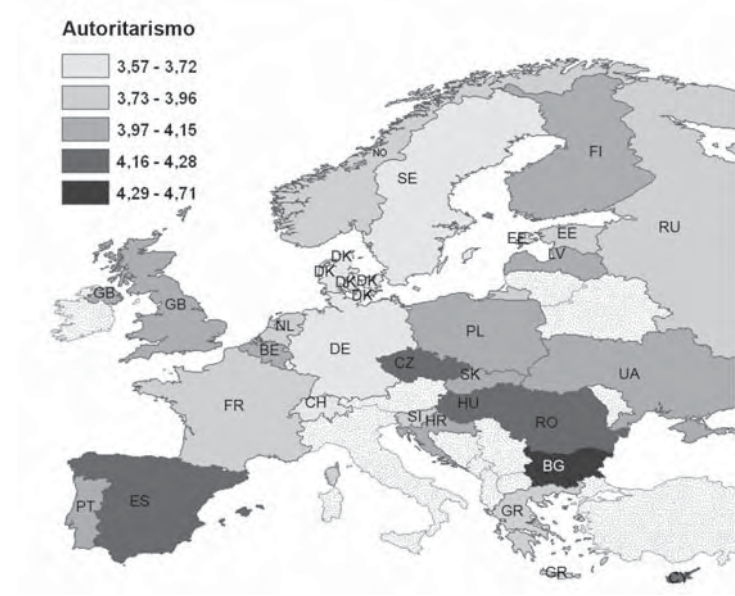 Autoritarismo
3,57 - 3,72
3,73 - 3,96
3,97 - 4,15
4,16 - 4,28
4,29 - 4,71
NO
SE
FI
RU
EE
EE
LV
DK
DK
DK
DK
DK
GB
GB
NL
BE
DE
PL
CZ
SK
UA
FR
CH
SI
HR
HU
RO
BG
PT
ES
GR
GR
CY